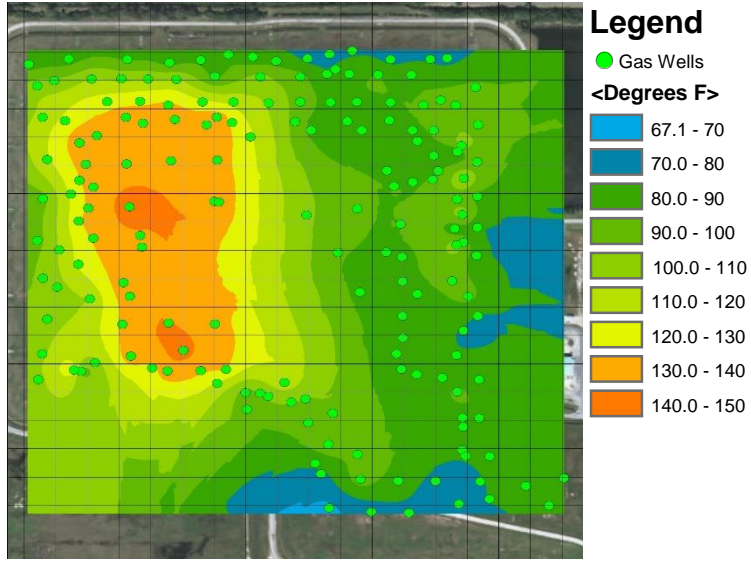 Legend
Gas Wells
<Degrees F>
67.1 - 70
70.0 - 80
80.0 - 90
90.0 - 100
100.0 - 110
110.0 - 120
120.0 - 130
130.0 - 140
140.0 - 150